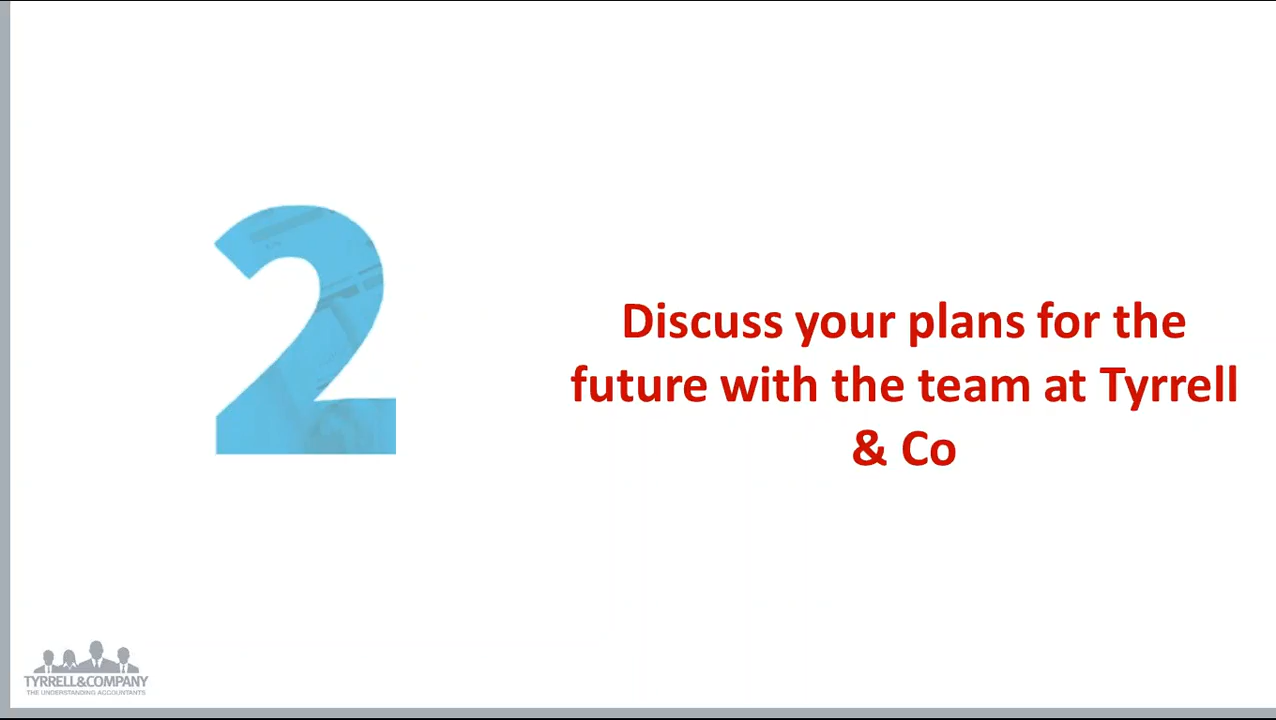 2
Discuss your plans for the
future with the team at Tyrrell
& Co
TYRRELL&COMPANY
THE UNDERSTANDING ACCOUNTANTS